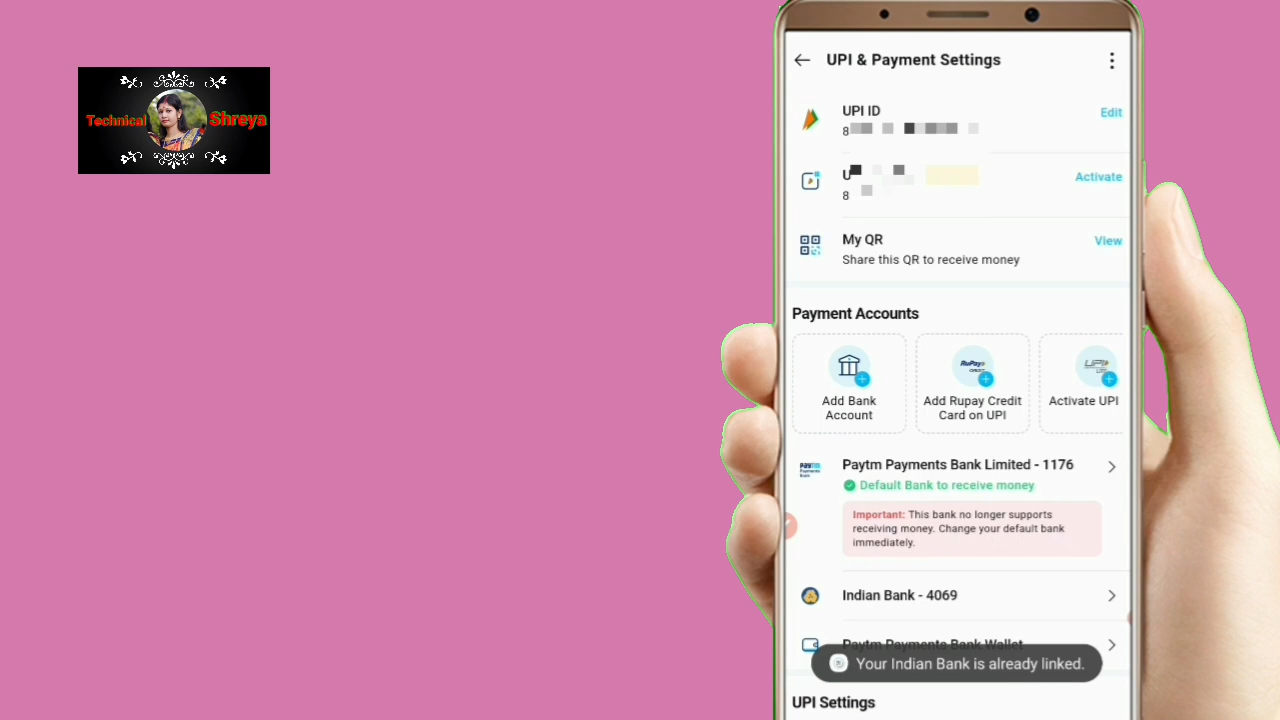 Technical Shreya
UPI & Payment Settings
UPI ID
Edit
8
U
Activate
8
My QR
View
Share this QR to receive money
Payment Accounts
Add Bank
Account
Add Rupay Credit
Card on UPI
Activate UPI
Paytm Payments Bank Limited - 1176
Default Bank to receive money
Important: This bank no longer supports
receiving money. Change your default bank
immediately.
Indian Bank - 4069
Paytm Payments Bank Wallet
Your Indian Bank is already linked.
UPI Settings